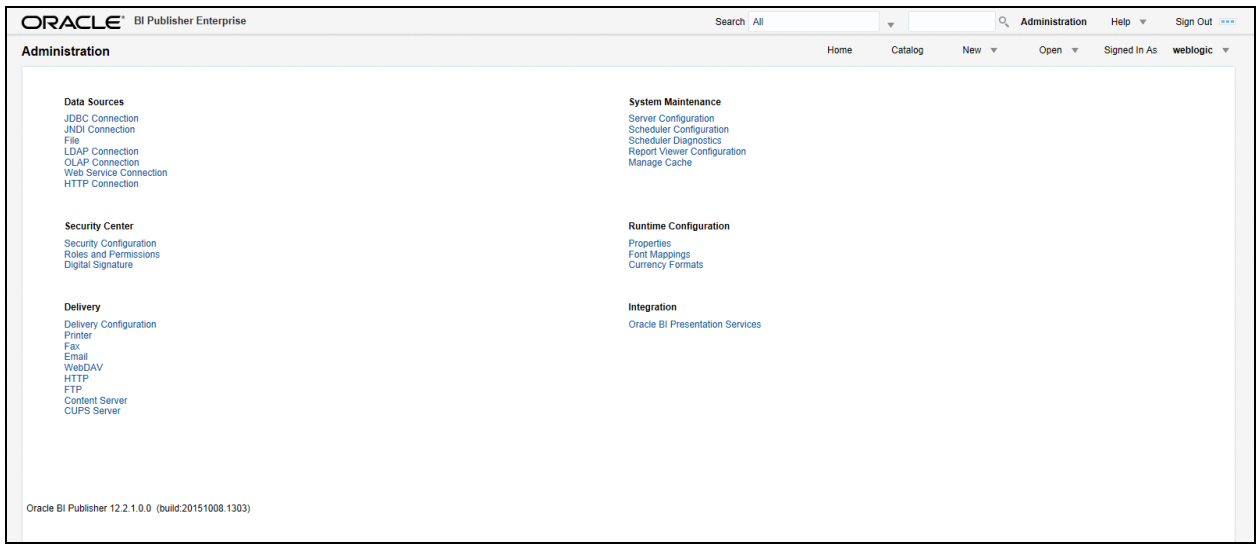 ORACLE® BI Publisher Enterprise Search All Administration Help Sign Out
Administration Home Catalog New Open Signed In As weblogic
Data Sources
JDBC Connection
JNDI Connection
File
LDAP Connection
OLAP Connection
Web Service Connection
HTTP Connection
System Maintenance
Server Configuration
Scheduler Configuration
Scheduler Diagnostics
Report Viewer Configuration
Manage Cache
Security Center
Security Configuration
Roles and Permissions
Digital Signature
Runtime Configuration
Properties
Font Mappings
Currency Formats
Delivery
Delivery Configuration
Printer
Fax
Email
WebDAV
HTTP
FTP
Content Server
CUPS Server
Integration
Oracle BI Presentation Services
Oracle BI Publisher 12.2.1.0.0 (build:20151008.1303)